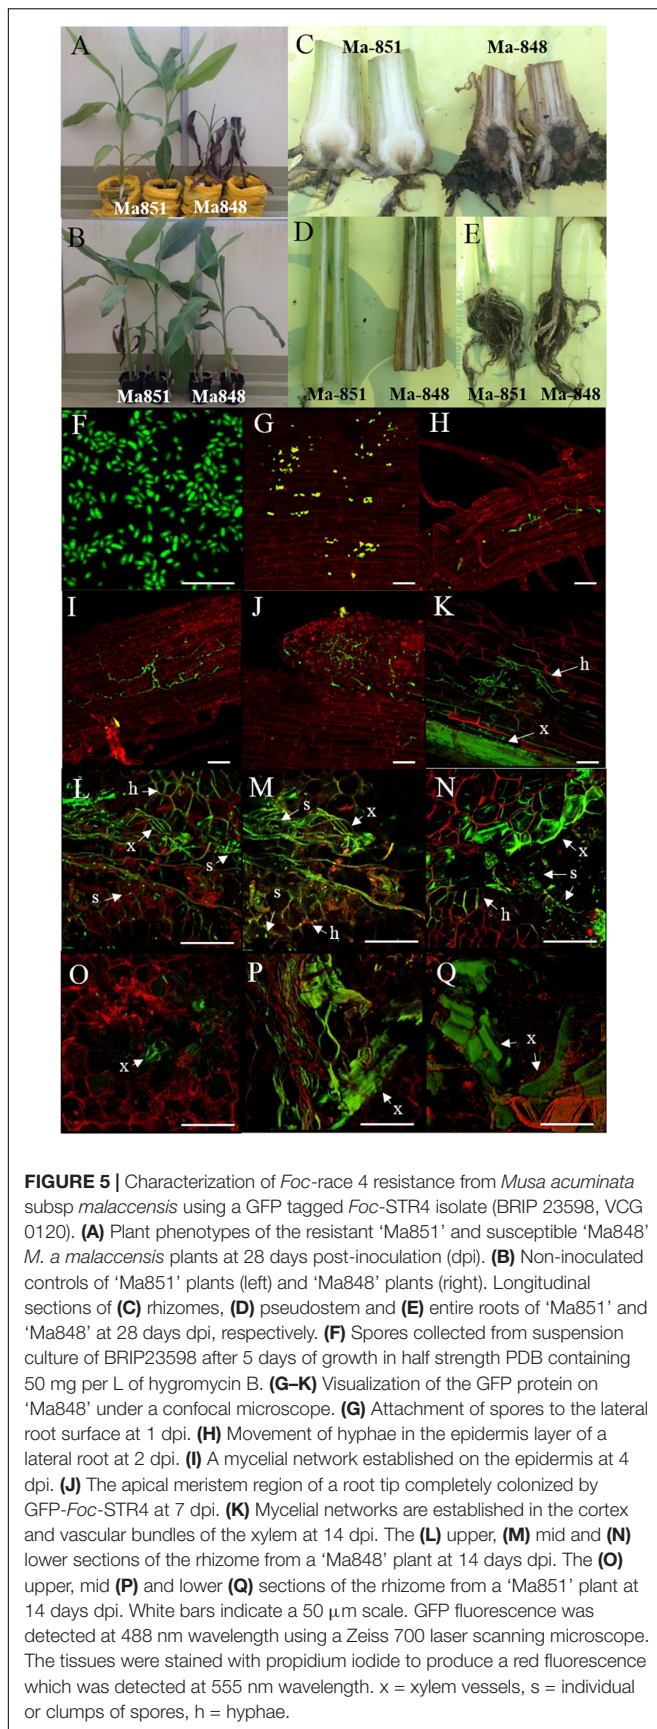 A
C
Ma-851
Ma-848
Ma851
Ma848
B
D
E
Ma851
Ma848
Ma-851
Ma-848
Ma-851
Ma-848
F
G
H
I
J
K
h
x
L
h
x
s
s
M
s
x
s
h
N
x
s
h
O
x
P
x
Q
x
FIGURE 5 | Characterization of Foc-race 4 resistance from Musa acuminata
subsp malaccensis using a GFP tagged Foc-STR4 isolate (BRIP 23598, VCG
0120). (A) Plant phenotypes of the resistant ‘Ma851’ and susceptible ‘Ma848’
M. a malaccensis plants at 28 days post-inoculation (dpi). (B) Non-inoculated
controls of ‘Ma851’ plants (left) and ‘Ma848’ plants (right). Longitudinal
sections of (C) rhizomes, (D) pseudostem and (E) entire roots of ‘Ma851’ and
‘Ma848’ at 28 days dpi, respectively. (F) Spores collected from suspension
culture of BRIP23598 after 5 days of growth in half strength PDB containing
50 mg per L of hygromycin B. (G–K) Visualization of the GFP protein on
‘Ma848’ under a confocal microscope. (G) Attachment of spores to the lateral
root surface at 1 dpi. (H) Movement of hyphae in the epidermis layer of a
lateral root at 2 dpi. (I) A mycelial network established on the epidermis at 4
dpi. (J) The apical meristem region of a root tip completely colonized by
GFP-Foc-STR4 at 7 dpi. (K) Mycelial networks are established in the cortex
and vascular bundles of the xylem at 14 dpi. The (L) upper, (M) mid and (N)
lower sections of the rhizome from a ‘Ma848’ plant at 14 days dpi. The (O)
upper, mid (P) and lower (Q) sections of the rhizome from a ‘Ma851’ plant at
14 days dpi. White bars indicate a 50 μm scale. GFP fluorescence was
detected at 488 nm wavelength using a Zeiss 700 laser scanning microscope.
The tissues were stained with propidium iodide to produce a red fluorescence
which was detected at 555 nm wavelength. x = xylem vessels, s = individual
or clumps of spores, h = hyphae.